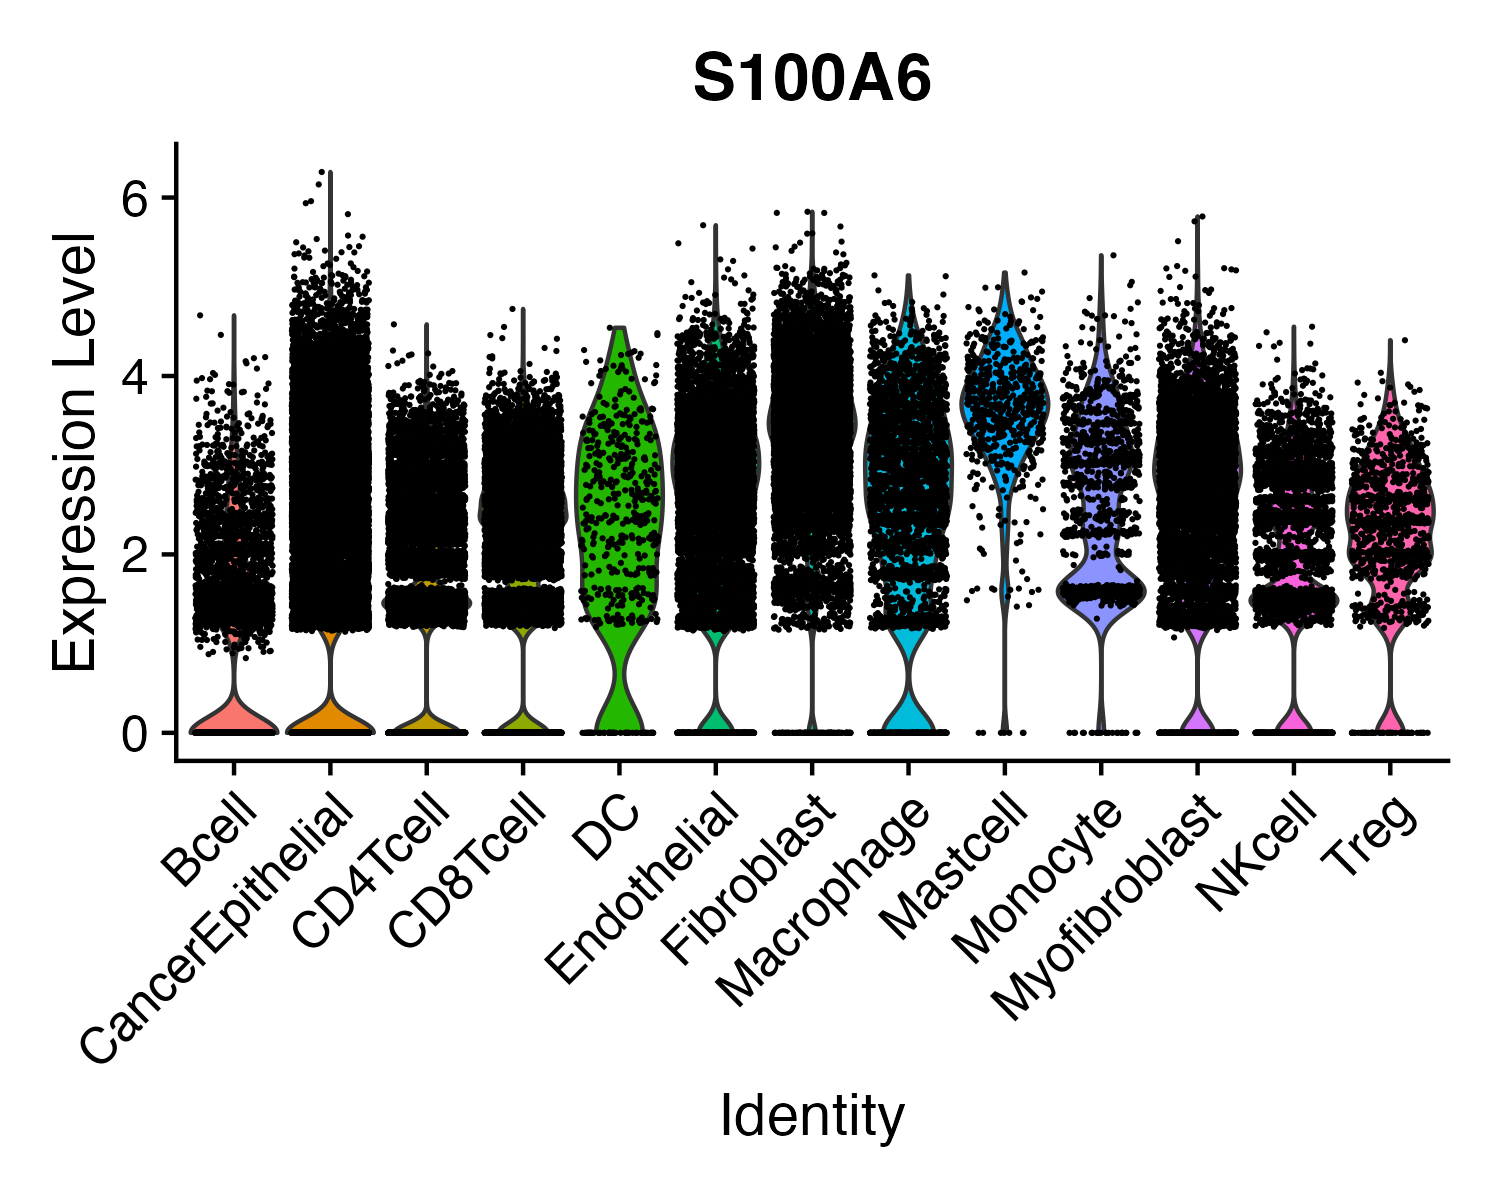 S100A6
Expression Level
6
4
2
0
Bcell
CancerEpithelial
CD4Tcell
CD8Tcell
DC
Endothelial
Fibroblast
Macrophage
Mastcell
Monocyte
Myofibroblast
NKcell
Treg
Identity